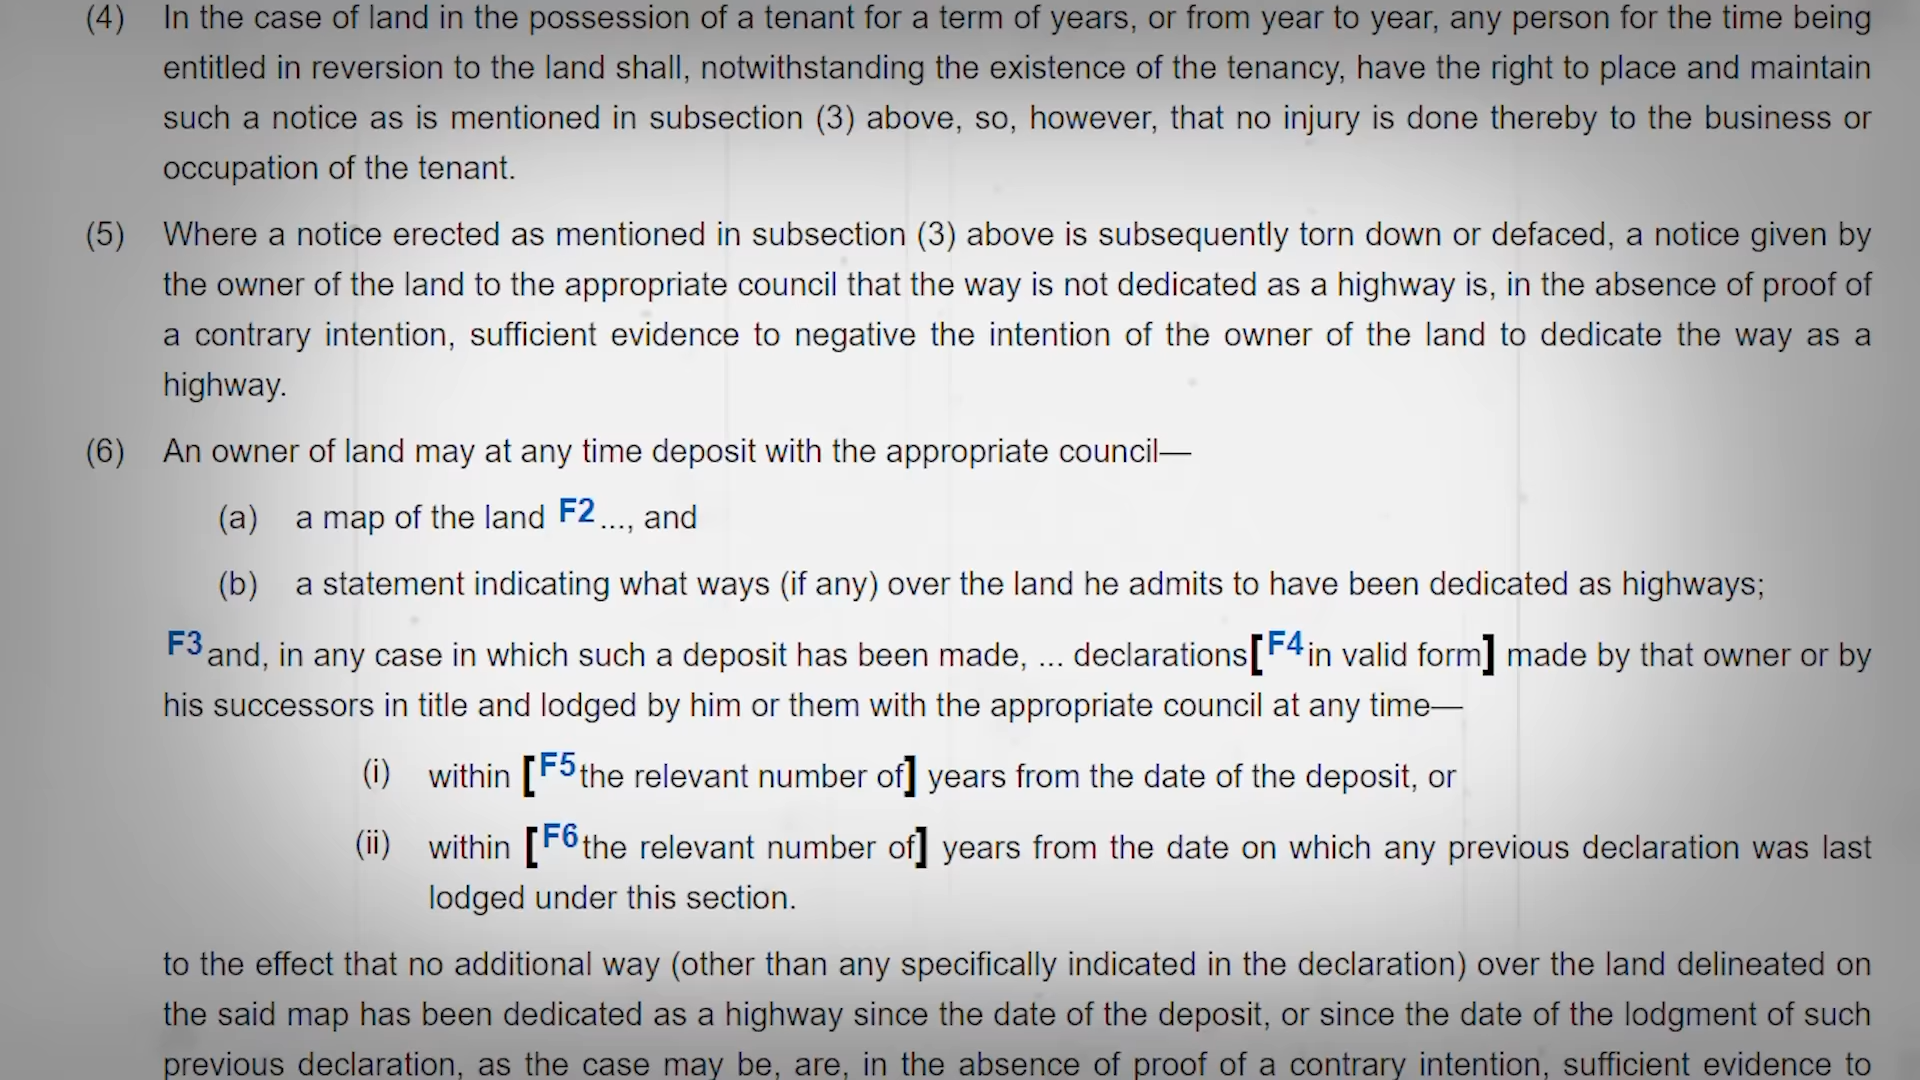 (4) In the case of land in the possession of a tenant for a term of years, or from year to year, any person for the time being
entitled in reversion to the land shall, notwithstanding the existence of the tenancy, have the right to place and maintain
such a notice as is mentioned in subsection (3) above, so, however, that no injury is done thereby to the business or
occupation of the tenant.
(5) Where a notice erected as mentioned in subsection (3) above is subsequently torn down or defaced, a notice given by
the owner of the land to the appropriate council that the way is not dedicated as a highway is, in the absence of proof of
a contrary intention, sufficient evidence to negative the intention of the owner of the land to dedicate the way as a
highway.
(6) An owner of land may at any time deposit with the appropriate council—
(a) a map of the land F2 ..., and
(b) a statement indicating what ways (if any) over the land he admits to have been dedicated as highways;
F3 and, in any case in which such a deposit has been made, ... declarations [F4 in valid form] made by that owner or by
his successors in title and lodged by him or them with the appropriate council at any time—
(i) within [F5 the relevant number of] years from the date of the deposit, or
(ii) within [F6 the relevant number of] years from the date on which any previous declaration was last
lodged under this section.
to the effect that no additional way (other than any specifically indicated in the declaration) over the land delineated on
the said map has been dedicated as a highway since the date of the deposit, or since the date of the lodgment of such
previous declaration, as the case may be, are, in the absence of proof of a contrary intention, sufficient evidence to